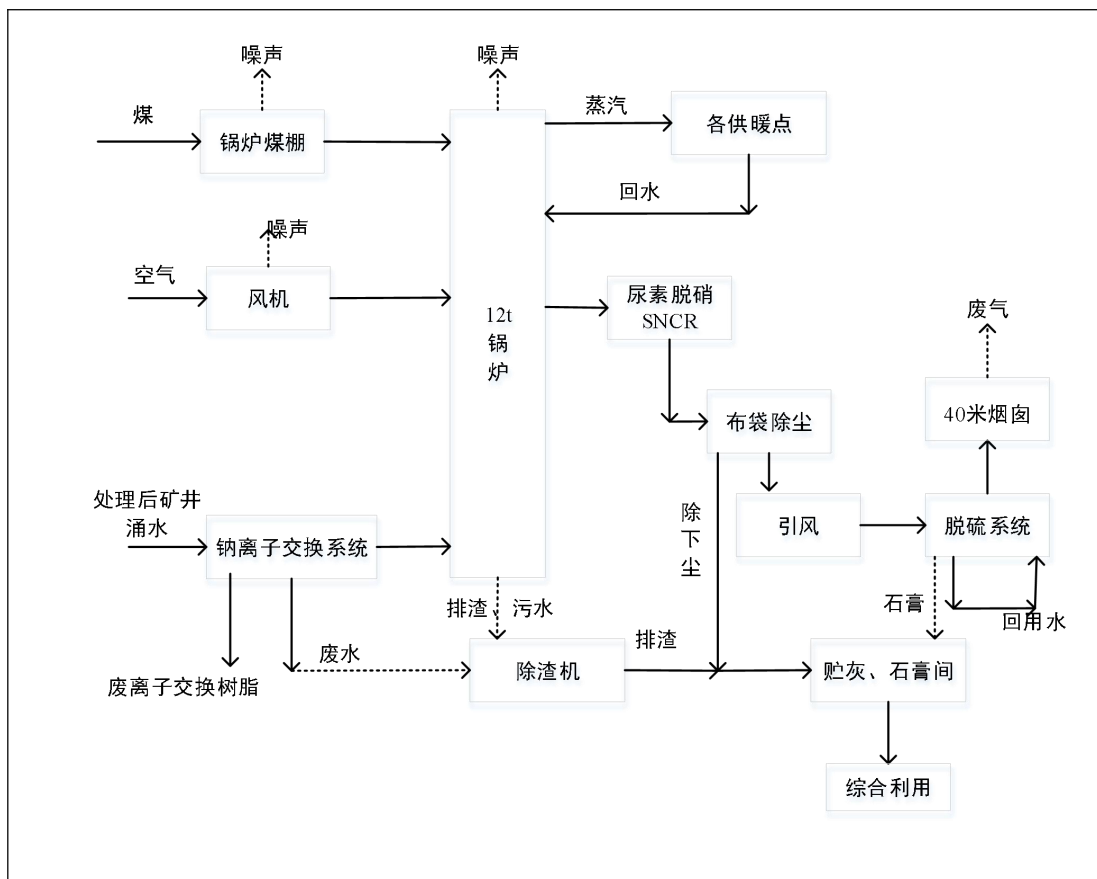 噪声
噪声
煤
锅炉煤棚
蒸汽
各供暖点
回水
噪声
空气
风机
12t
锅
炉
尿素脱硝
SNCR
废气
40米烟囱
布袋除尘
处理后矿井
涌水
钠离子交换系统
除
下
尘
引风
脱硫系统
排渣、污水
石膏
回用水
废水
排渣
除渣机
贮灰、石膏间
废离子交换树脂
综合利用